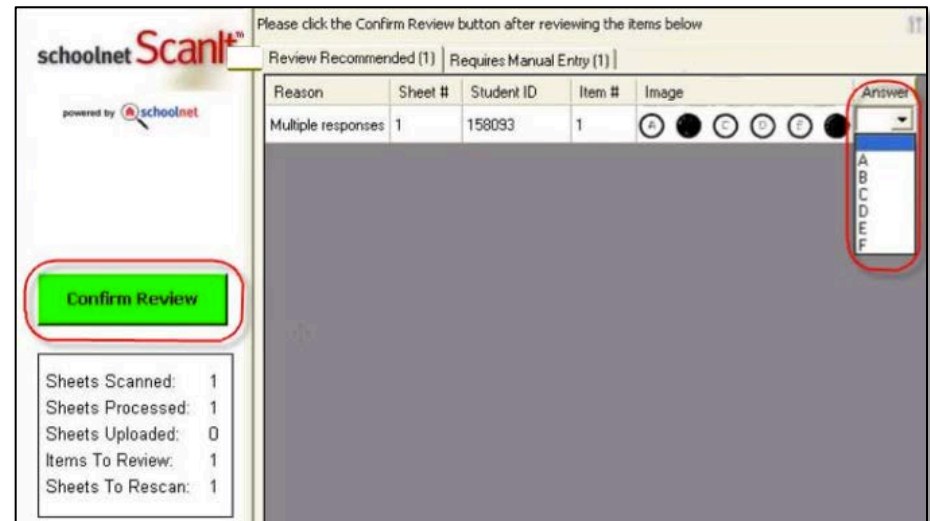 schoolnet ScanIt™
powered by schoolnet
Confirm Review
Sheets Scanned: 1
Sheets Processed: 1
Sheets Uploaded: 0
Items To Review: 1
Sheets To Rescan: 1
Please click the Confirm Review button after reviewing the items below
Review Recommended (1) Requires Manual Entry (1)
Reason Sheet # Student ID Item # Image Answer
Multiple responses 1 158093 1 A C D E
A
B
C
D
E
F